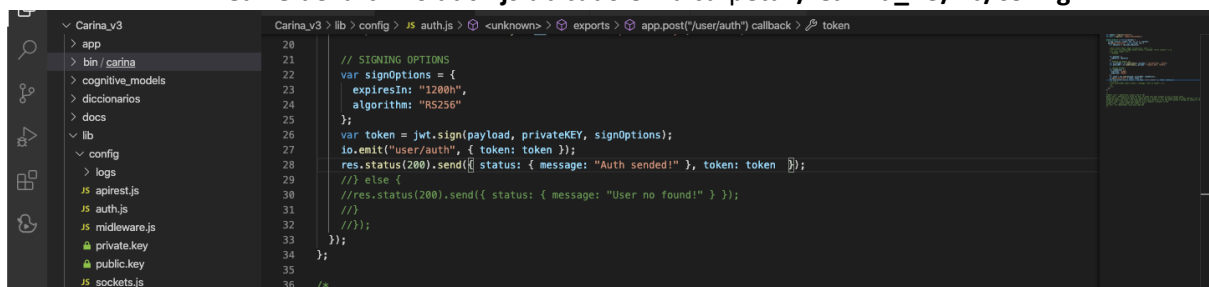 Carina_v3
> app
> bin / carina
> cognitive_models
> diccionarios
> docs
lib
config
> logs
JS apirest.js
JS auth.js
JS midleware.js
private.key
public.key
JS sockets.js
Carina_v3 > lib > config > JS auth.js > <unknown> > exports > app.post("/user/auth") callback > token
20
21 // SIGNING OPTIONS
22 var signOptions = {
23 expiresIn: "1200h",
24 algorithm: "RS256"
25 };
26 var token = jwt.sign(payload, privateKEY, signOptions);
27 io.emit("user/auth", { token: token });
28 res.status(200).send({ status: { message: "Auth sended!" }, token: token });
29 //} else {
30 //res.status(200).send({ status: { message: "User no found!" } });
31 //}
32 //});
33 });
34 };
35
36 /*